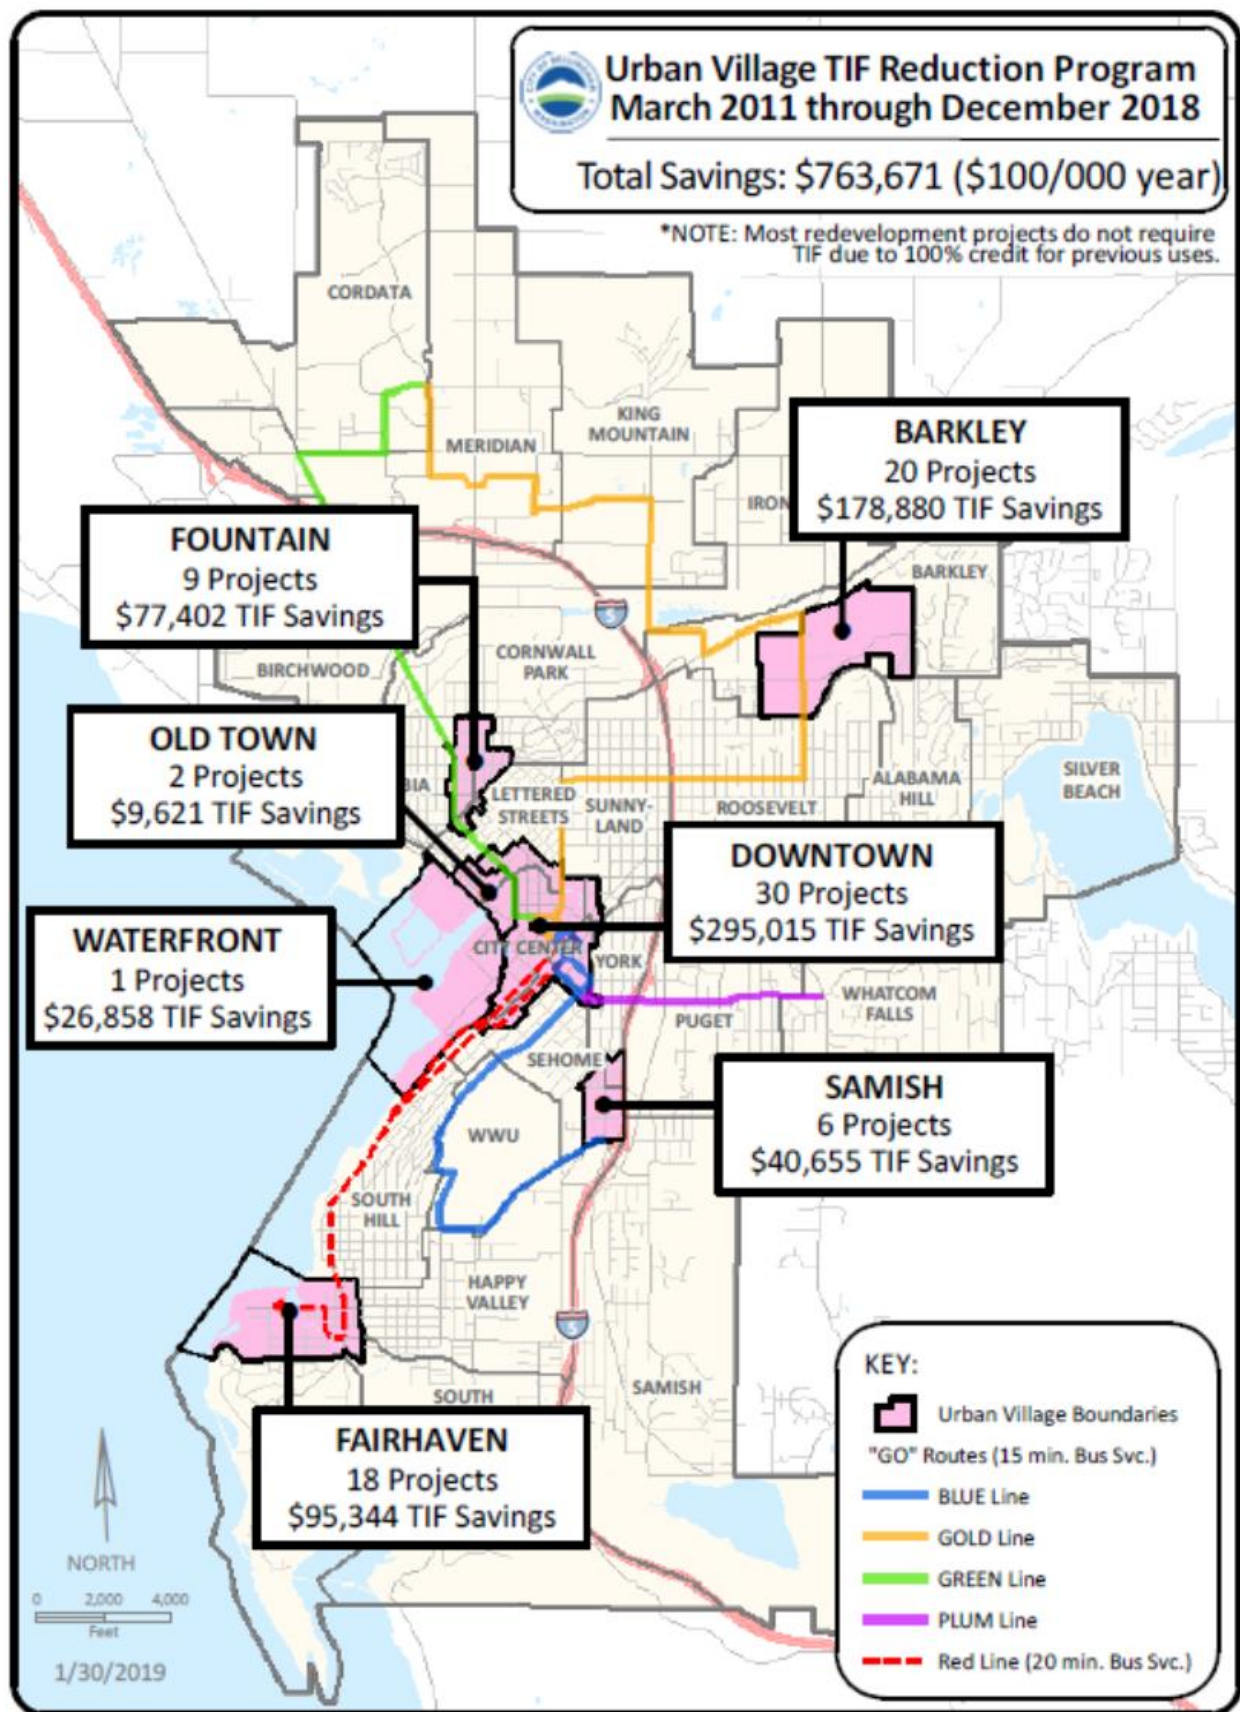 CITY OF BELLINGHAM
WASHINGTON
Urban Village TIF Reduction Program
March 2011 through December 2018
Total Savings: $763,671 ($100/000 year)
*NOTE: Most redevelopment projects do not require
TIF due to 100% credit for previous uses.
CORDATA
KING
MOUNTAIN
MERIDIAN
IRON
BARKLEY
20 Projects
$178,880 TIF Savings
FOUNTAIN
9 Projects
$77,402 TIF Savings
BARKLEY
5
CORNWALL
PARK
BIRCHWOOD
OLD TOWN
2 Projects
$9,621 TIF Savings
BIA
LETTERED
STREETS
SUNNY-
LAND
ROOSEVELT
ALABAMA
HILL
SILVER
BEACH
DOWNTOWN
30 Projects
$295,015 TIF Savings
WATERFRONT
1 Projects
$26,858 TIF Savings
CITY CENTER
YORK
PUGET
WHATCOM
FALLS
SEHOME
SAMISH
6 Projects
$40,655 TIF Savings
WWU
SOUTH
HILL
HAPPY
VALLEY
5
SAMISH
SOUTH
FAIRHAVEN
18 Projects
$95,344 TIF Savings
KEY:
Urban Village Boundaries
"GO" Routes (15 min. Bus Svc.)
BLUE Line
GOLD Line
GREEN Line
PLUM Line
Red Line (20 min. Bus Svc.)
NORTH
0 2,000 4,000
Feet
1/30/2019